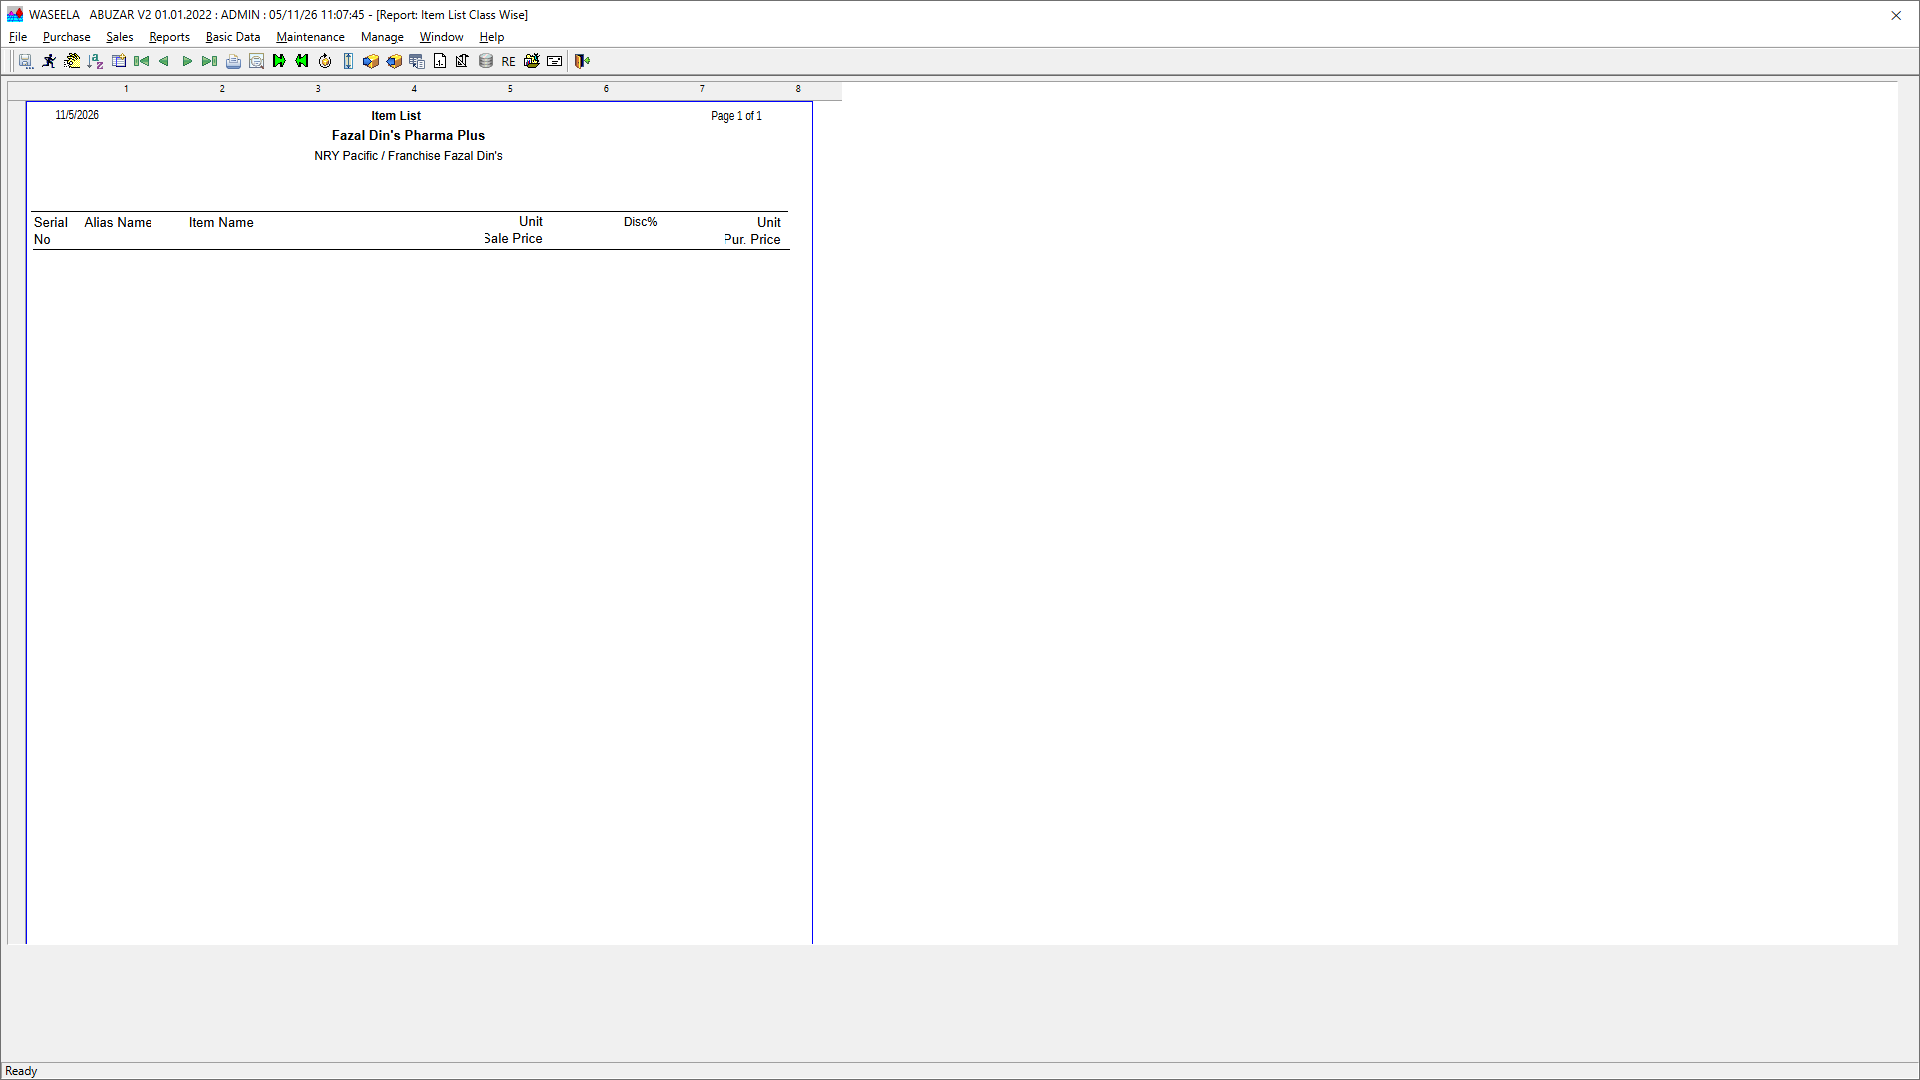 WASEELA   ABUZAR V2 01.01.2022 : ADMIN : 05/11/26 11:07:45 - [Report: Item List Class Wise]
File Purchase Sales Reports Basic Data Maintenance Manage Window Help
RE
1 2 3 4 5 6 7 8
11/5/2026 Item List Page 1 of 1
Fazal Din's Pharma Plus
NRY Pacific / Franchise Fazal Din's
Serial Alias Name Item Name Unit Disc% Unit
No Sale Price Pur. Price
Ready